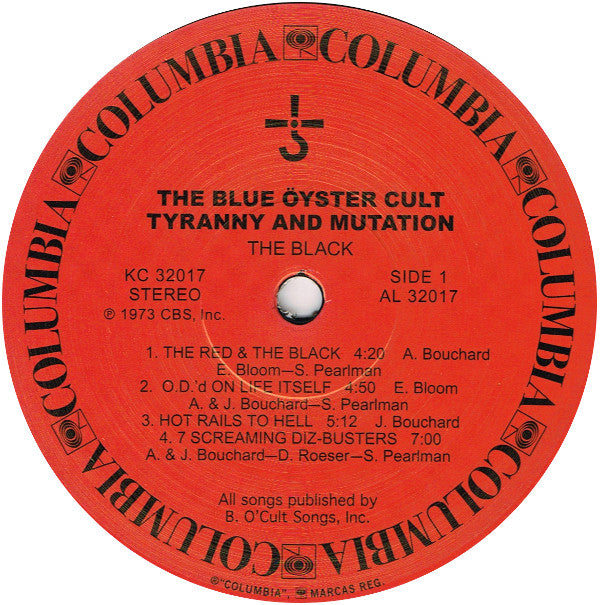 COLUMBIA COLUMBIA COLUMBIA COLUMBIA COLUMBIA COLUMBIA
THE BLUE ÖYSTER CULT
TYRANNY AND MUTATION
THE BLACK
KC 32017 SIDE 1
STEREO AL 32017
℗ 1973 CBS, Inc.
1. THE RED & THE BLACK 4:20 A. Bouchard
E. Bloom—S. Pearlman
2. O.D.'d ON LIFE ITSELF 4:50 E. Bloom
A. & J. Bouchard—S. Pearlman
3. HOT RAILS TO HELL 5:12 J. Bouchard
4. 7 SCREAMING DiZ-BUSTERS 7:00
A. & J. Bouchard—D. Roeser—S. Pearlman
All songs published by
B. O'Cult Songs, Inc.
®"COLUMBIA", MARCAS REG.